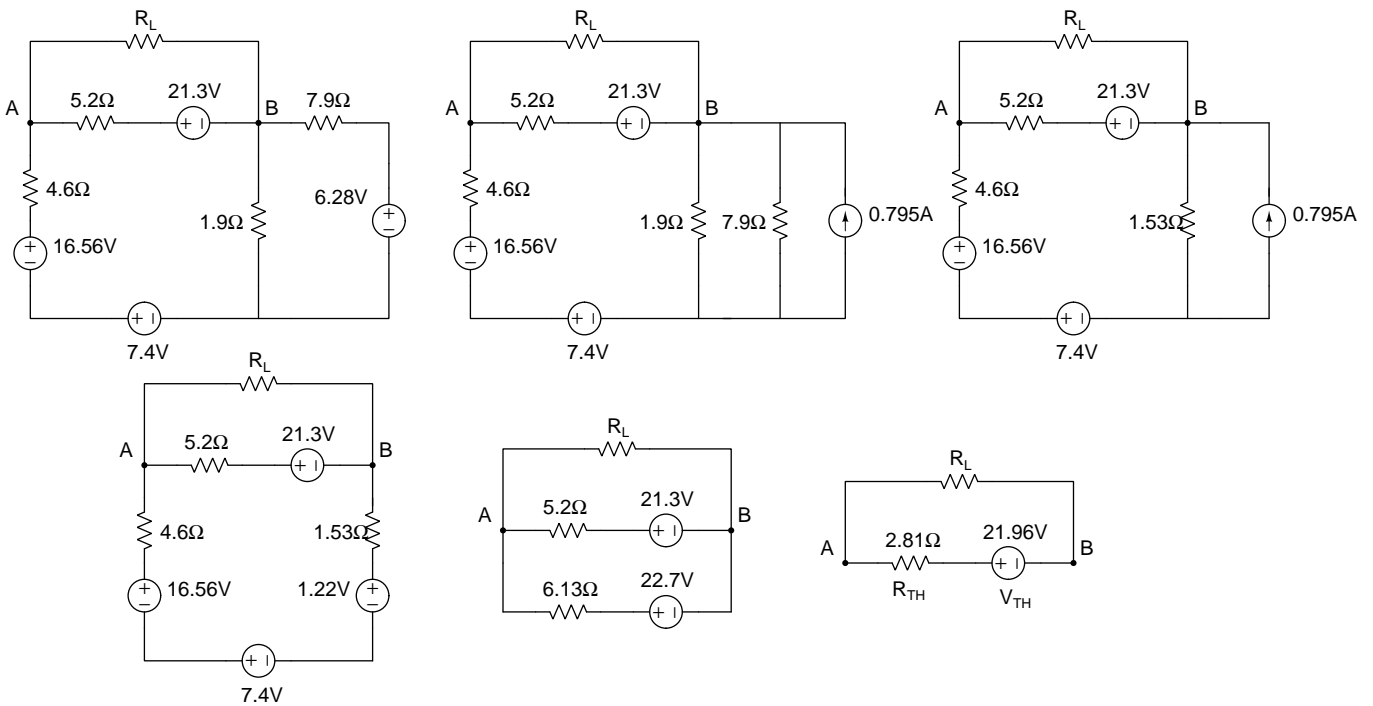 R_L
A
5.2Ω
21.3V
B
7.9Ω
4.6Ω
16.56V
1.9Ω
6.28V
7.4V
R_L
A
5.2Ω
21.3V
B
4.6Ω
16.56V
1.9Ω
7.9Ω
0.795A
7.4V
R_L
A
5.2Ω
21.3V
B
4.6Ω
16.56V
1.53Ω
0.795A
7.4V
R_L
A
5.2Ω
21.3V
B
4.6Ω
1.53Ω
16.56V
1.22V
7.4V
R_L
A
5.2Ω
21.3V
B
6.13Ω
22.7V
R_L
A
2.81Ω
21.96V
B
R_TH
V_TH